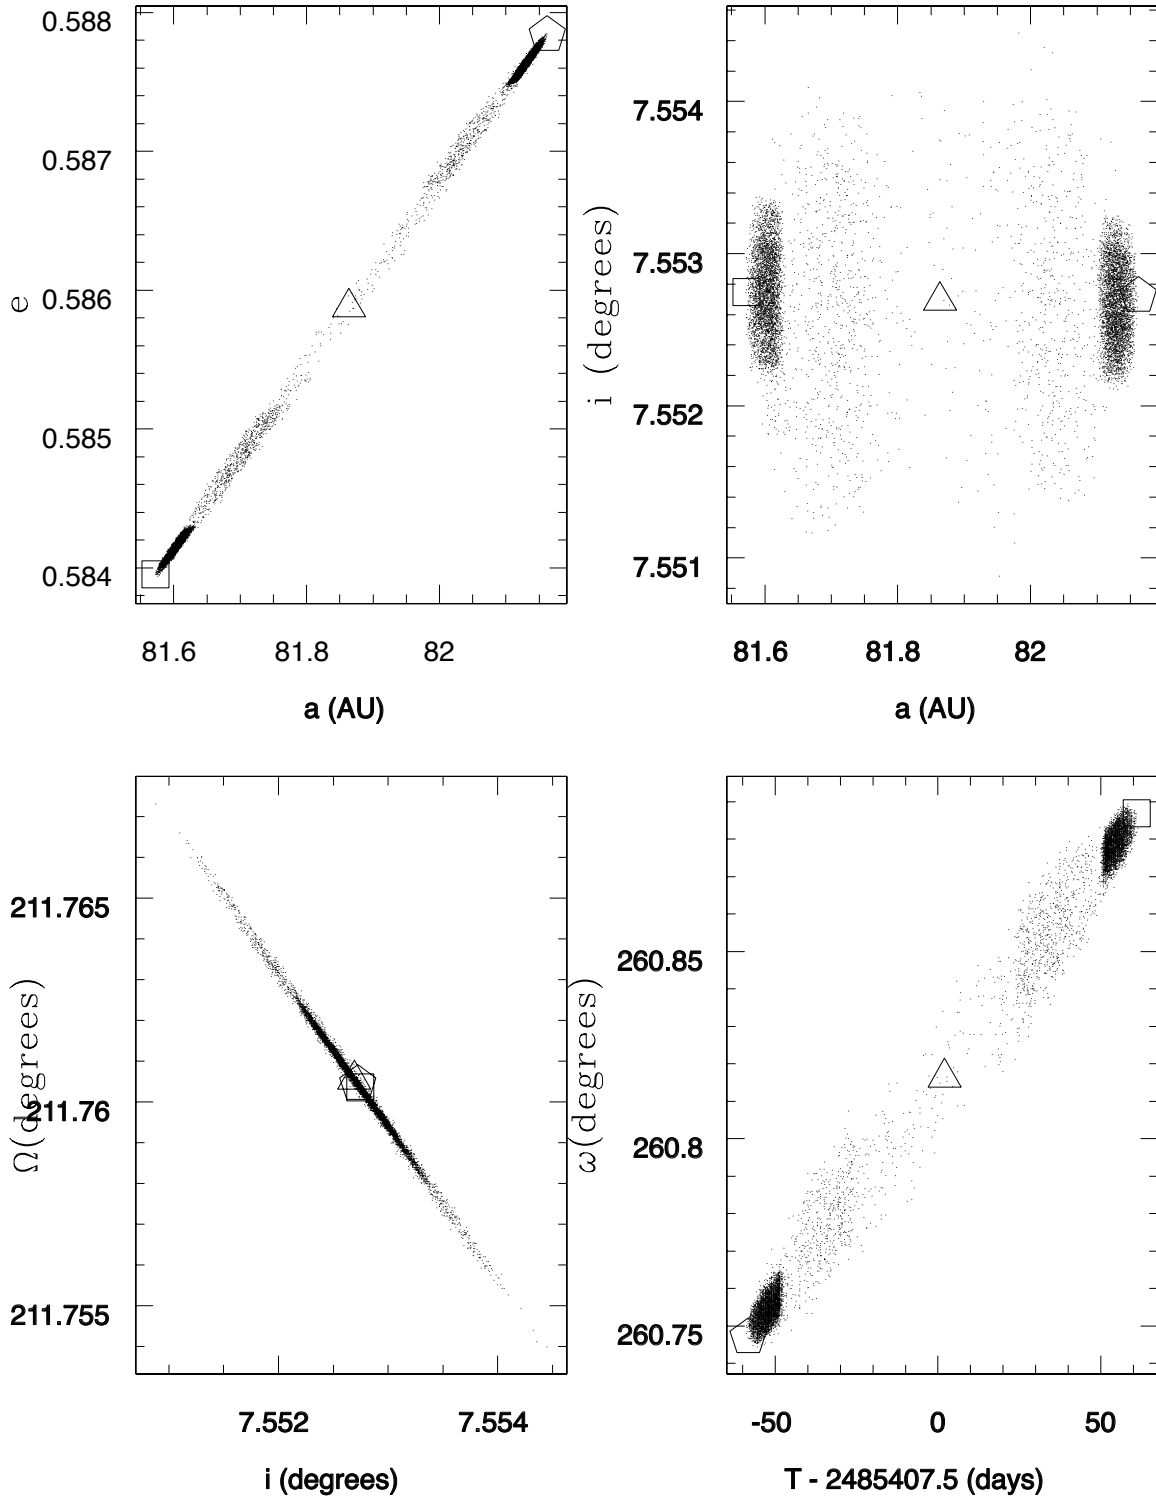 0.588
0.587
0.586
0.585
0.584
e
81.6 81.8 82
a (AU)
7.554
7.553
7.552
7.551
i (degrees)
81.6 81.8 82
a (AU)
211.765
211.76
211.755
Ω(degrees)
7.552 7.554
i (degrees)
260.85
260.8
260.75
ω(degrees)
-50 0 50
T - 2485407.5 (days)